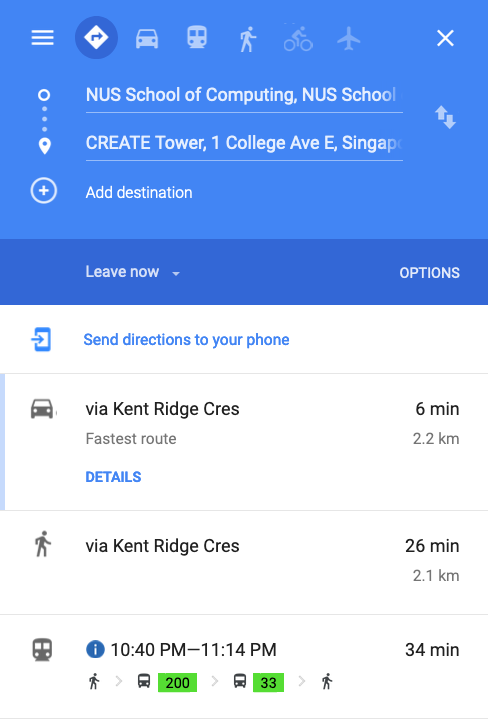 NUS School of Computing, NUS School
CREATE Tower, 1 College Ave E, Singapo
Add destination
Leave now
OPTIONS
Send directions to your phone
via Kent Ridge Cres 6 min
Fastest route 2.2 km
DETAILS
via Kent Ridge Cres 26 min
2.1 km
10:40 PM—11:14 PM 34 min
200 33